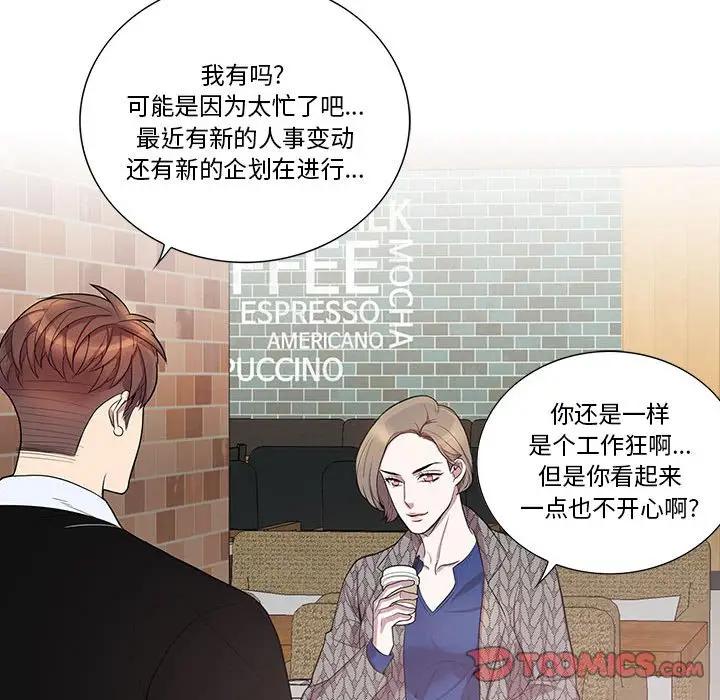 我有吗?
可能是因为太忙了吧...
最近有新的人事变动
还有新的企划在进行...
LK
FFEE
MOCHA
ESPRESSO
AMERICANO
PUCCINO
你还是一样
是个工作狂啊...
但是你看起来
一点也不开心啊?
TOOMICS.COM